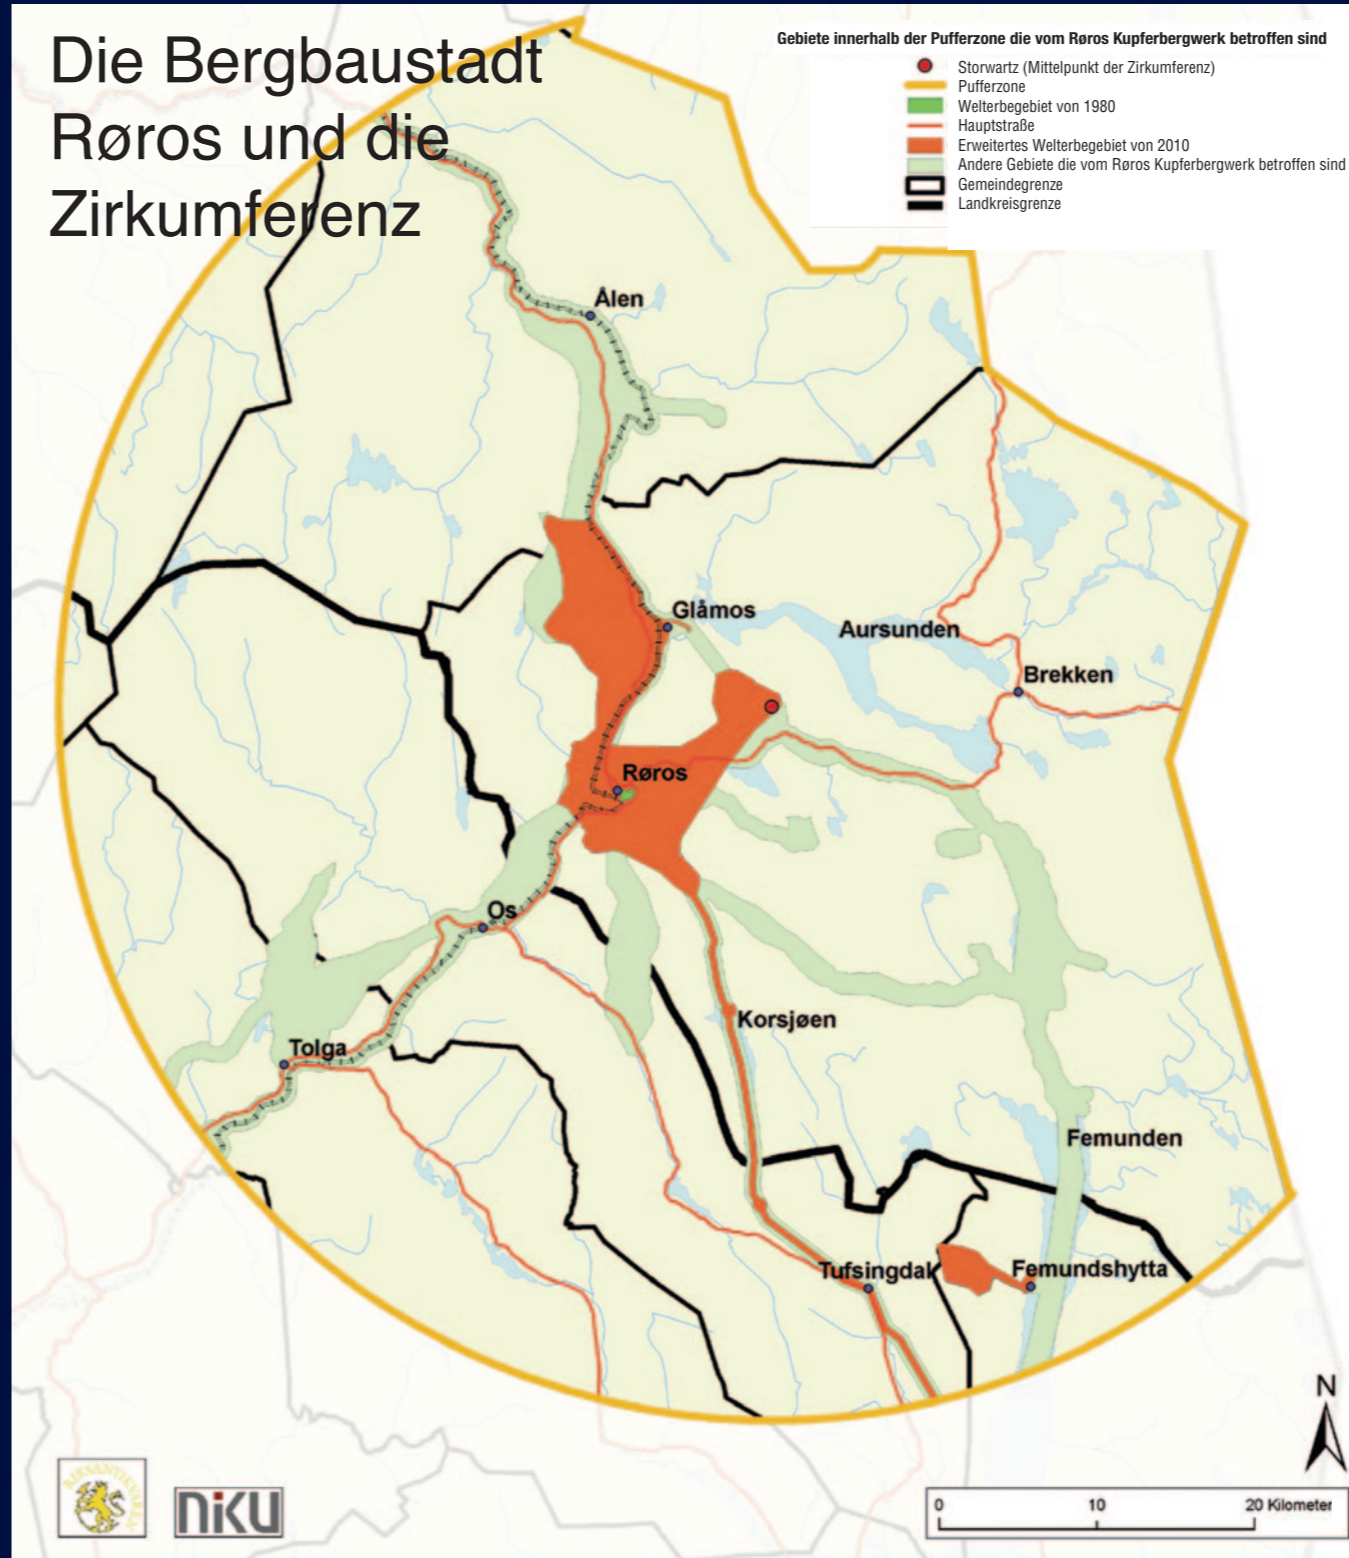 Die Bergbaustadt
Røros und die
Zirkumferenz
Gebiete innerhalb der Pufferzone die vom Røros Kupferbergwerk betroffen sind
Storwartz (Mittelpunkt der Zirkumferenz)
Pufferzone
Welterbegebiet von 1980
Hauptstraße
Erweitertes Welterbegebiet von 2010
Andere Gebiete die vom Røros Kupferbergwerk betroffen sind
Gemeindegrenze
Landkreisgrenze
Ålen
Glåmos
Aursunden
Brekken
Røros
Os
Korsjøen
Tolga
Femunden
Tufsingdal
Femundshytta
N
RIKSANTIKVAREN
niku
0 10 20 Kilometer